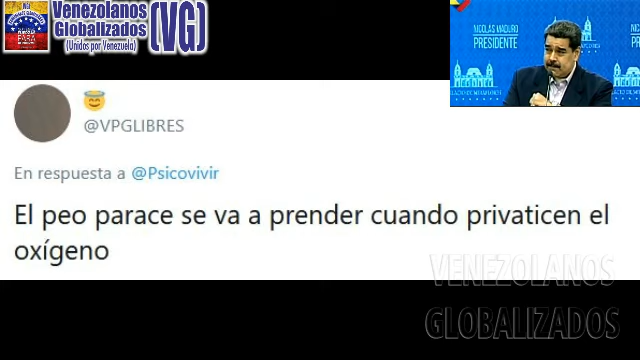 Venezolanos
Globalizados
(Unidos por Venezuela)
(VG)
NICOLÁS MADURO
PRESIDENTE
😇
@VPGLIBRES
En respuesta a @Psicovivir
El peo parace se va a prender cuando privaticen el
oxígeno
VENEZOLANOS
GLOBALIZADOS